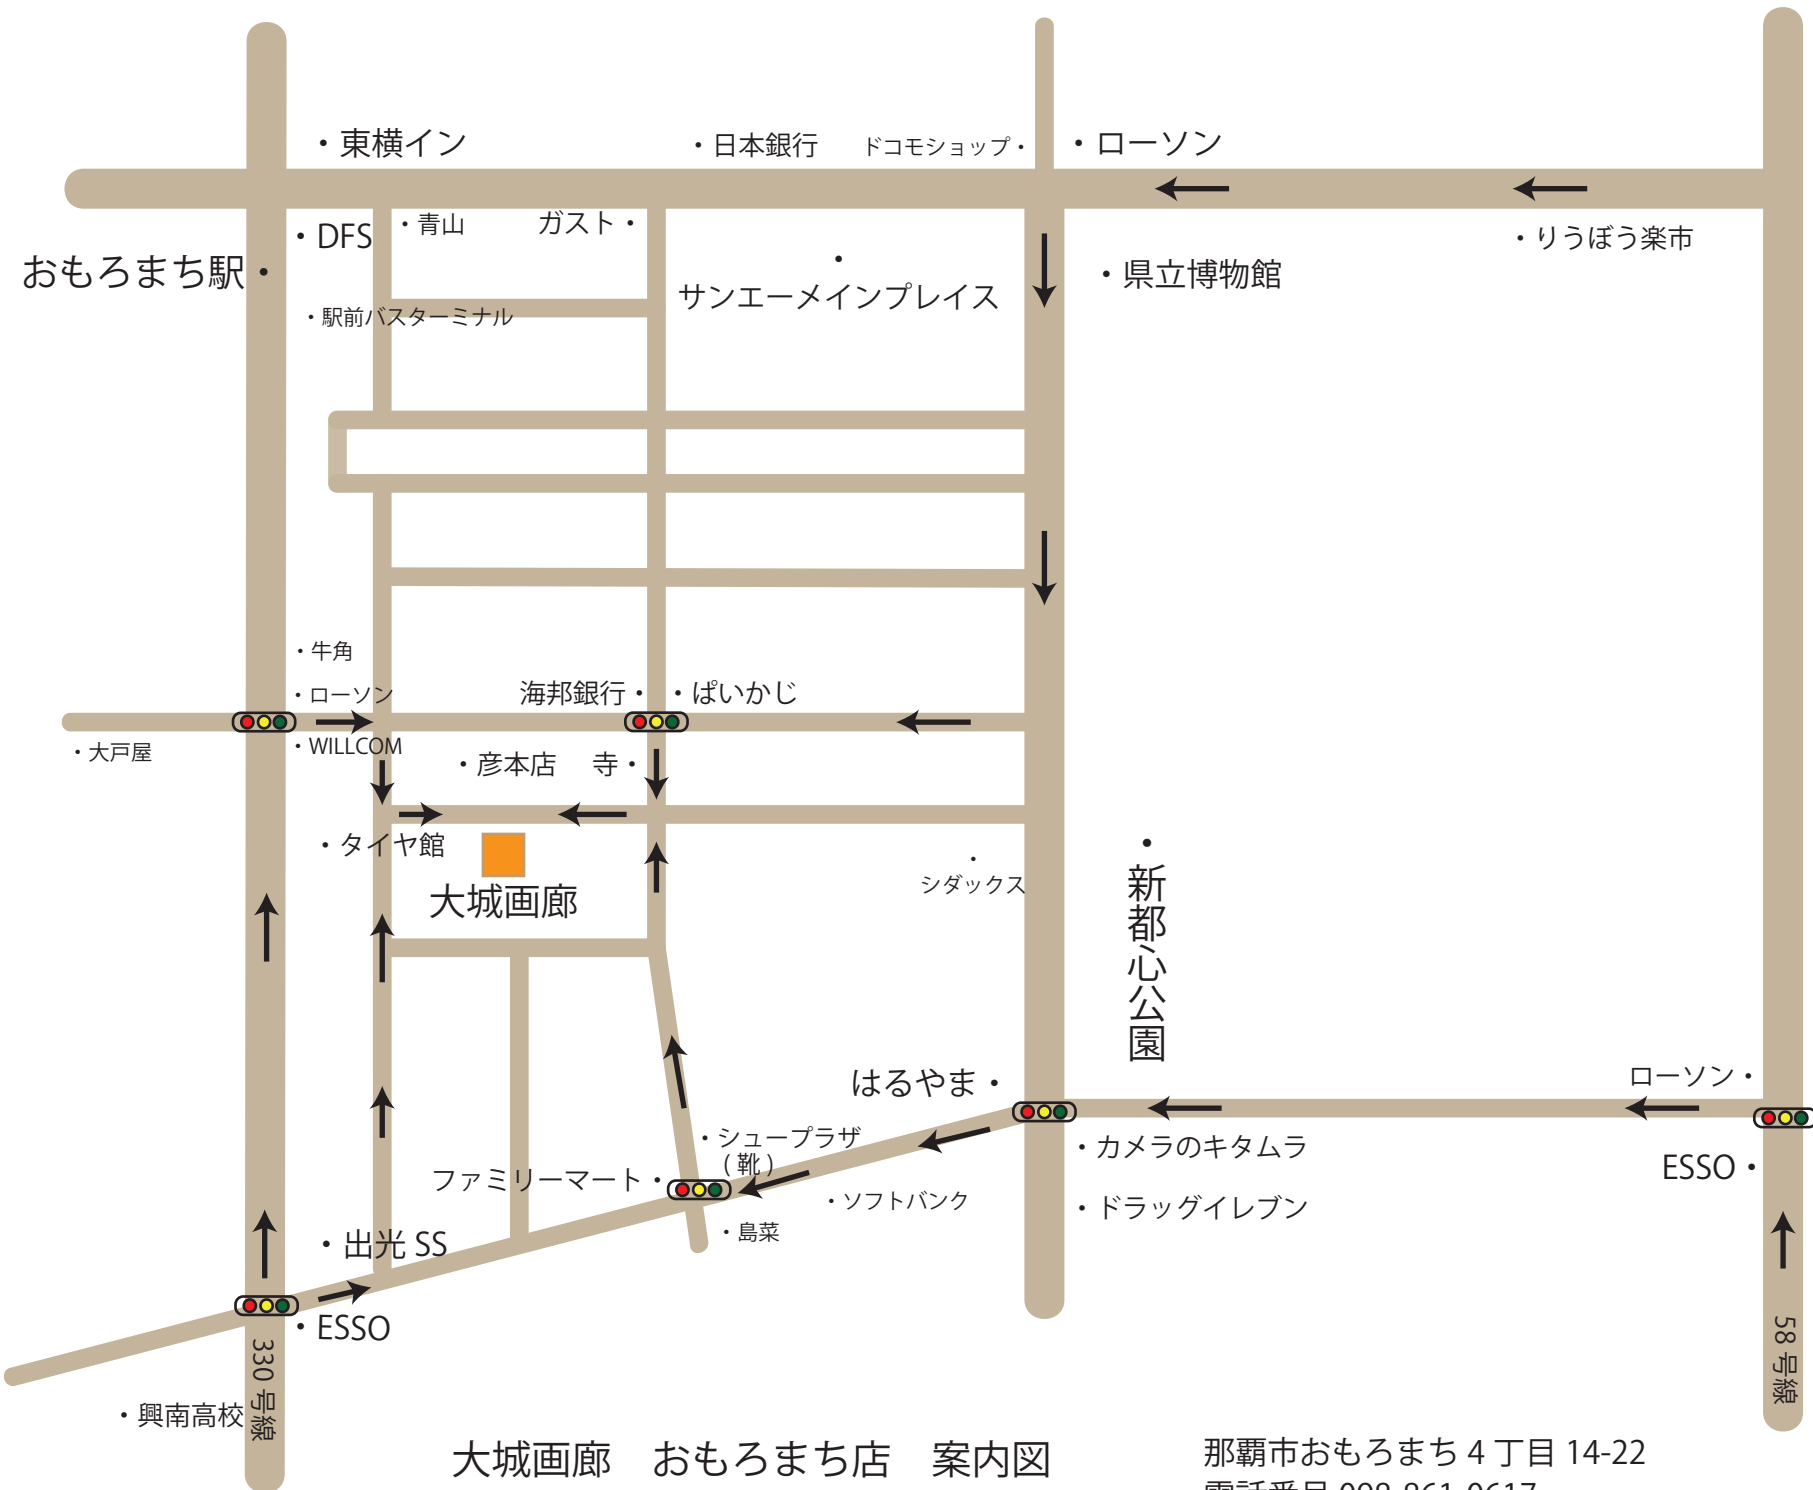 ・東横イン
・日本銀行
ドコモショップ・
・ローソン
・DFS
・青山
ガスト・
・りうぼう楽市
おもろまち駅・
・
サンエーメインプレイス
・県立博物館
・駅前バスターミナル
・牛角
・ローソン
海邦銀行・
・ぱいかじ
・大戸屋
・WILLCOM
・彦本店
寺・
・タイヤ館
大城画廊
・
シダックス
・新都心公園
はるやま・
ローソン・
・シュープラザ
(靴)
・カメラのキタムラ
ESSO・
ファミリーマート・
・ソフトバンク
・ドラッグイレブン
・島菜
・出光 SS
・ESSO
330 号線
58 号線
・興南高校
大城画廊　おもろまち店　案内図
那覇市おもろまち 4 丁目 14-22
電話番号 098-861-0617